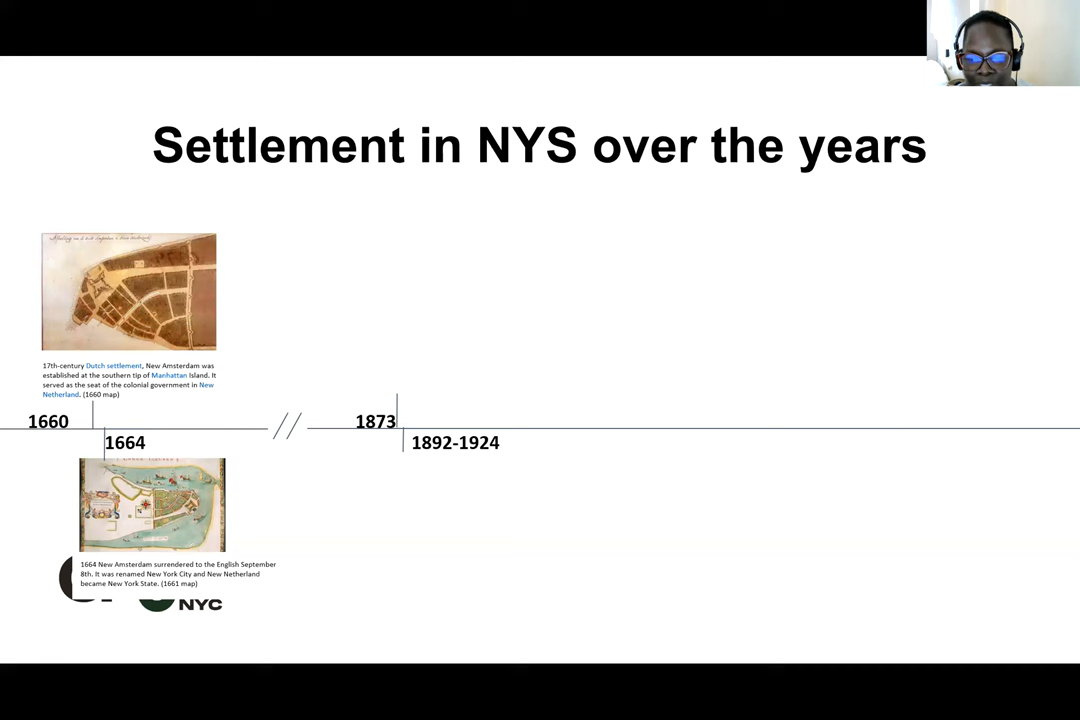 Settlement in NYS over the years
17th-century Dutch settlement, New Amsterdam was
established at the southern tip of Manhattan Island. It
served as the seat of the colonial government in New
Netherland. (1660 map)
1660
1873
1664
1892-1924
1664 New Amsterdam surrendered to the English September
8th. It was renamed New York City and New Netherland
became New York State. (1661 map)
NYC